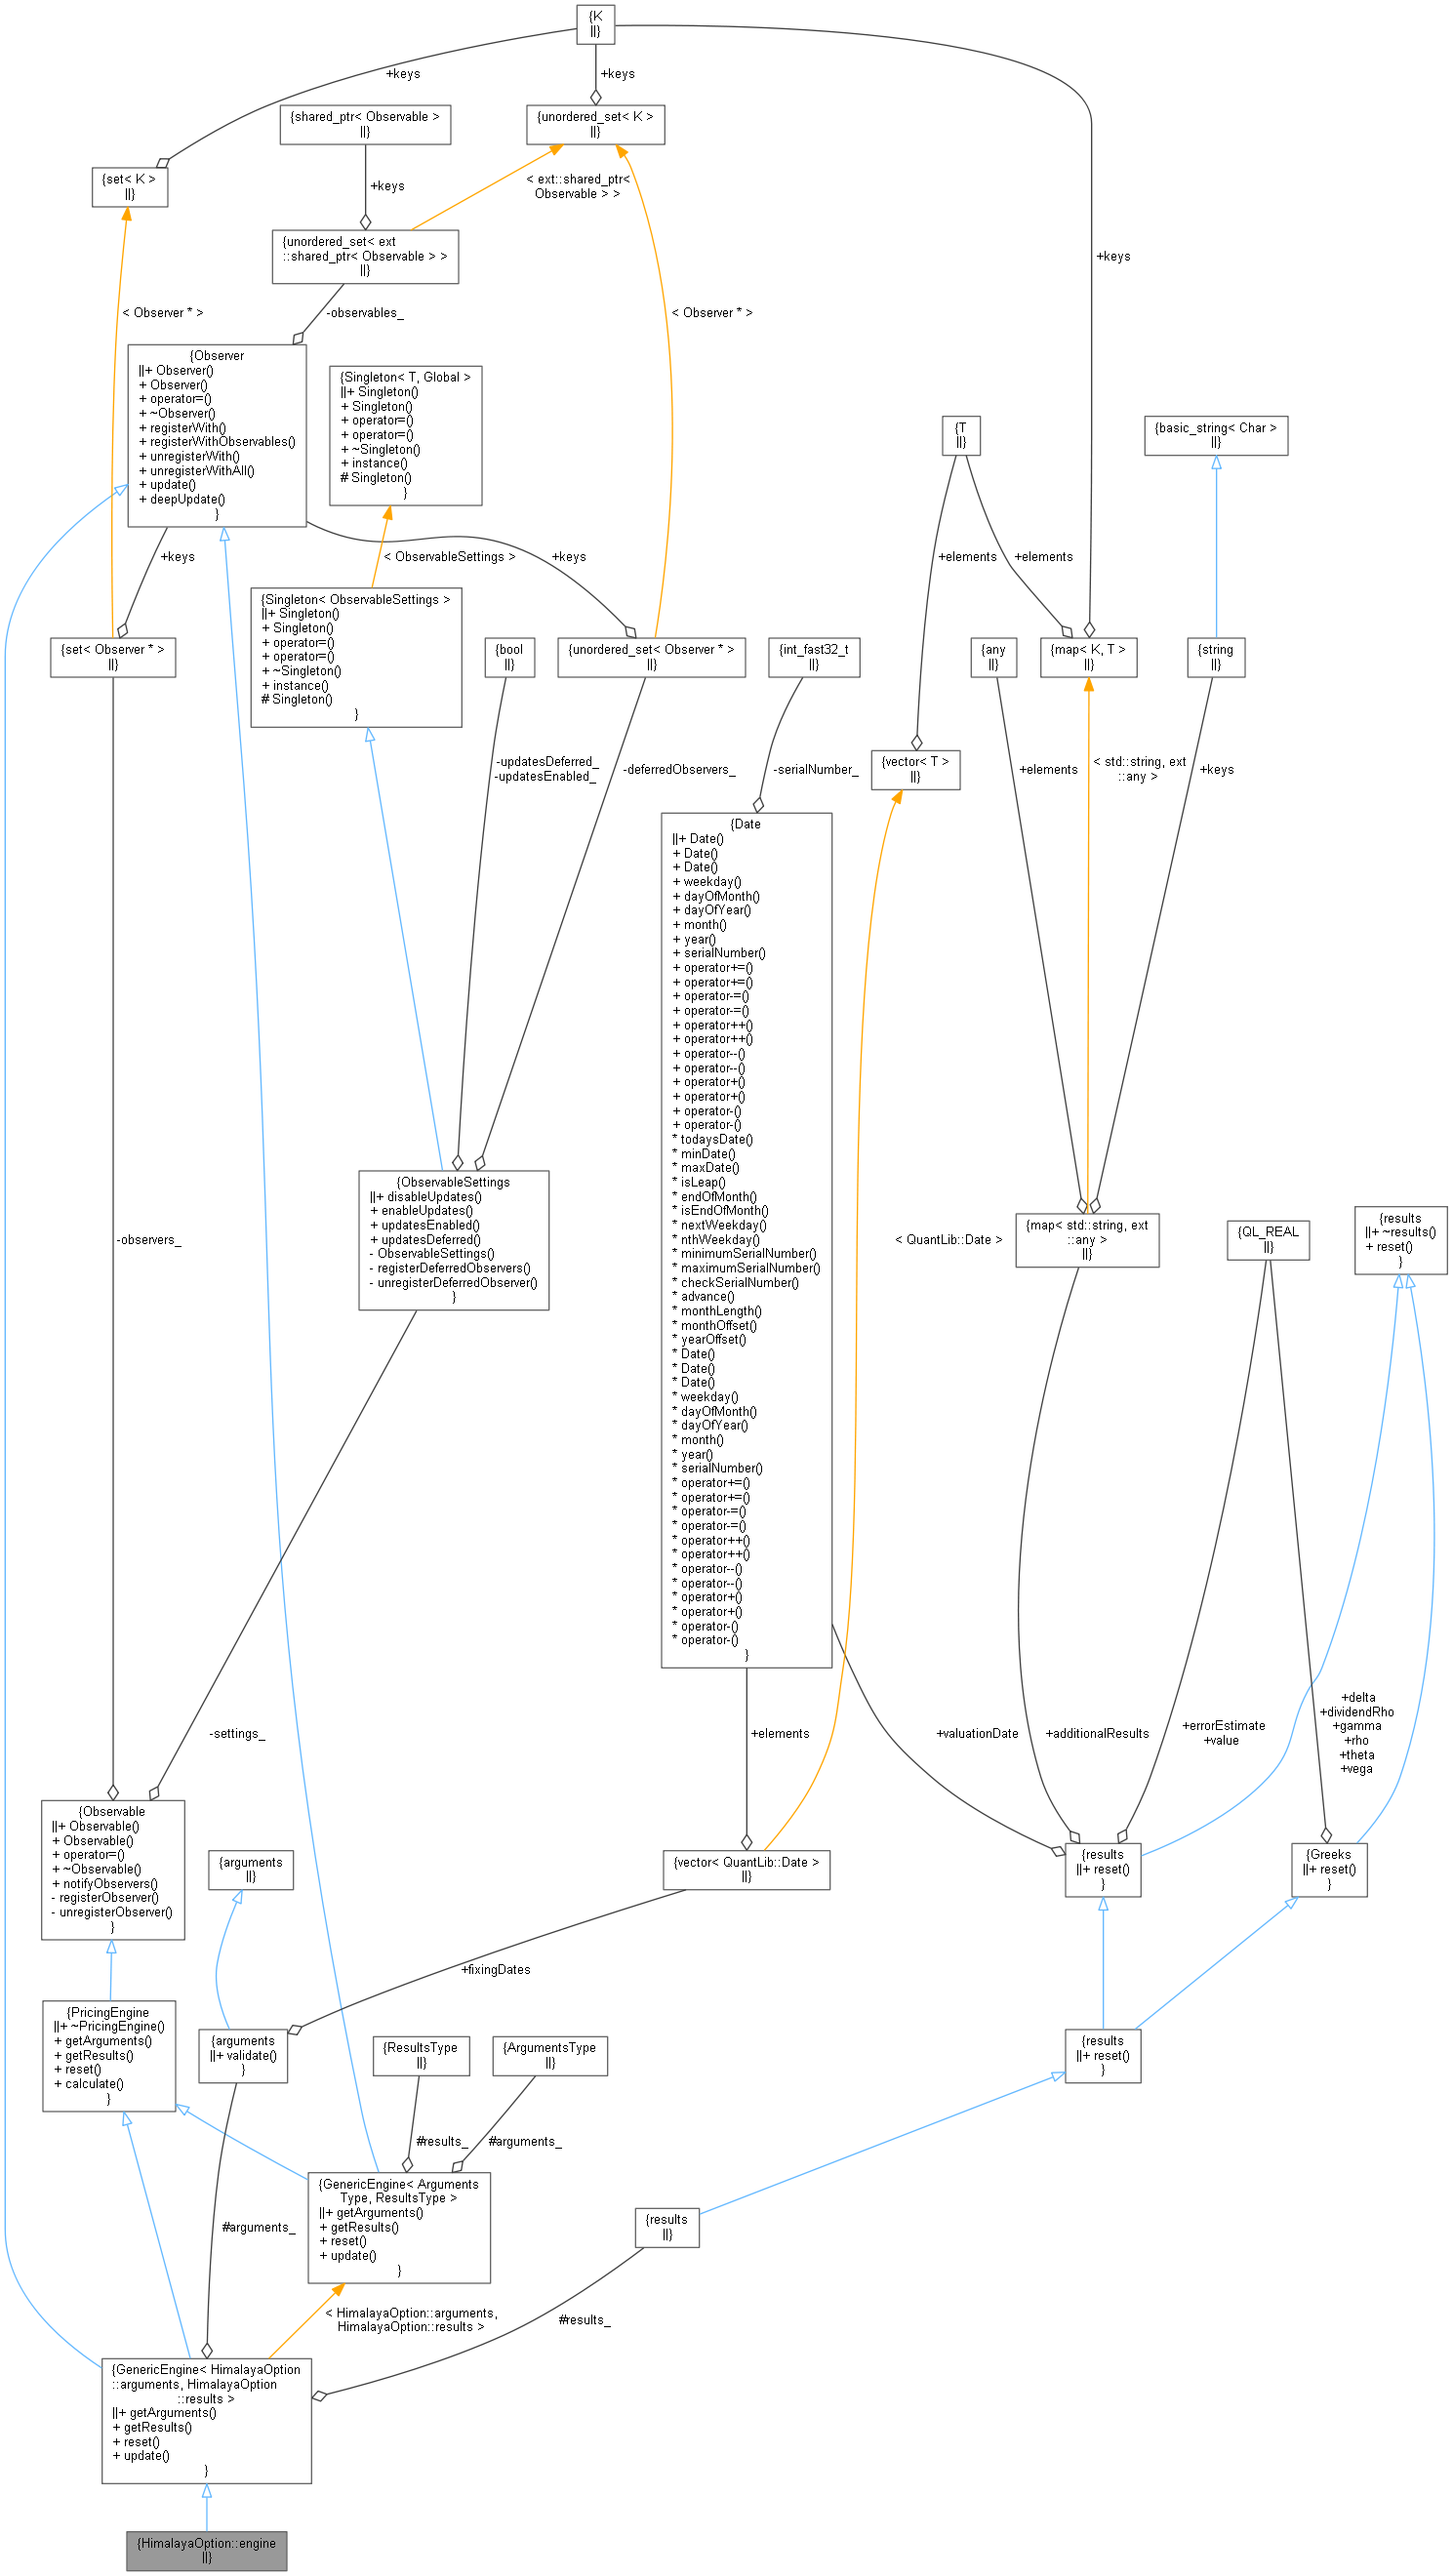 {K
||}
+keys
+keys
{shared_ptr< Observable >
||}
{unordered_set< K >
||}
{set< K >
||}
+keys
< ext::shared_ptr<
Observable > >
{unordered_set< ext
::shared_ptr< Observable > >
||}
+keys
< Observer * >
-observables_
< Observer * >
{Observer
||+ Observer()
+ Observer()
+ operator=()
+ ~Observer()
+ registerWith()
+ registerWithObservables()
+ unregisterWith()
+ unregisterWithAll()
+ update()
+ deepUpdate()
}
{Singleton< T, Global >
||+ Singleton()
+ Singleton()
+ operator=()
+ operator=()
+ ~Singleton()
+ instance()
# Singleton()
}
{T
||}
{basic_string< Char >
||}
+keys
< ObservableSettings >
+keys
+elements
+elements
{set< Observer * >
||}
{Singleton< ObservableSettings >
||+ Singleton()
+ Singleton()
+ operator=()
+ operator=()
+ ~Singleton()
+ instance()
# Singleton()
}
{bool
||}
{unordered_set< Observer * >
||}
{int_fast32_t
||}
{any
||}
{map< K, T >
||}
{string
||}
-updatesDeferred_
-updatesEnabled_
-deferredObservers_
-serialNumber_
{vector< T >
||}
+elements
< std::string, ext
::any >
+keys
{Date
||+ Date()
+ Date()
+ Date()
+ weekday()
+ dayOfMonth()
+ dayOfYear()
+ month()
+ year()
+ serialNumber()
+ operator+=()
+ operator+=()
+ operator-=()
+ operator-=()
+ operator++()
+ operator++()
+ operator--()
+ operator--()
+ operator+()
+ operator+()
+ operator-()
+ operator-()
* todaysDate()
* minDate()
* maxDate()
* isLeap()
* endOfMonth()
* isEndOfMonth()
* nextWeekday()
* nthWeekday()
* minimumSerialNumber()
* maximumSerialNumber()
* checkSerialNumber()
* advance()
* monthLength()
* monthOffset()
* yearOffset()
* Date()
* Date()
* Date()
* weekday()
* dayOfMonth()
* dayOfYear()
* month()
* year()
* serialNumber()
* operator+=()
* operator+=()
* operator-=()
* operator-=()
* operator++()
* operator++()
* operator--()
* operator--()
* operator+()
* operator+()
* operator-()
* operator-()
}
-observers_
{ObservableSettings
||+ disableUpdates()
+ enableUpdates()
+ updatesEnabled()
+ updatesDeferred()
- ObservableSettings()
- registerDeferredObservers()
- unregisterDeferredObserver()
}
< QuantLib::Date >
{map< std::string, ext
::any >
||}
{QL_REAL
||}
{results
||+ ~results()
+ reset()
}
-settings_
+elements
+valuationDate
+additionalResults
+errorEstimate
+value
+delta
+dividendRho
+gamma
+rho
+theta
+vega
{Observable
||+ Observable()
+ Observable()
+ operator=()
+ ~Observable()
+ notifyObservers()
- registerObserver()
- unregisterObserver()
}
{arguments
||}
{vector< QuantLib::Date >
||}
{results
||+ reset()
}
{Greeks
||+ reset()
}
+fixingDates
{PricingEngine
||+ ~PricingEngine()
+ getArguments()
+ getResults()
+ reset()
+ calculate()
}
{arguments
||+ validate()
}
{ResultsType
||}
{ArgumentsType
||}
{results
||+ reset()
}
#results_
#arguments_
{GenericEngine< Arguments
Type, ResultsType >
||+ getArguments()
+ getResults()
+ reset()
+ update()
}
#arguments_
{results
||}
< HimalayaOption::arguments,
HimalayaOption::results >
#results_
{GenericEngine< HimalayaOption
::arguments, HimalayaOption
::results >
||+ getArguments()
+ getResults()
+ reset()
+ update()
}
{HimalayaOption::engine
||}